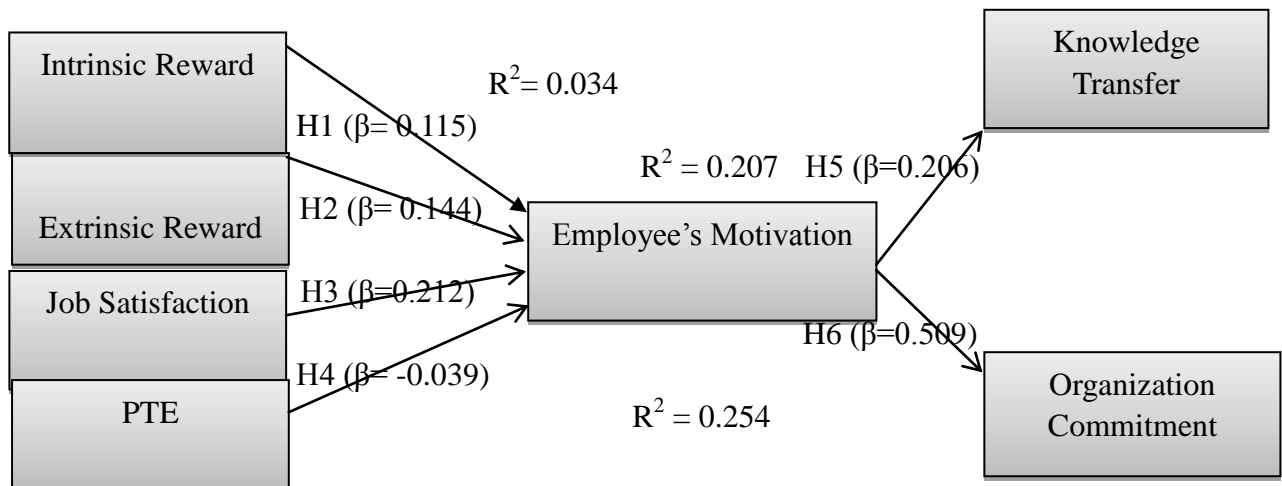 Intrinsic Reward
Extrinsic Reward
Job Satisfaction
PTE
H1 (β= 0.115)
H2 (β= 0.144)
H3 (β=0.212)
H4 (β= -0.039)
R²= 0.034
R² = 0.207
Employee’s Motivation
R² = 0.254
H5 (β=0.206)
H6 (β=0.509)
Knowledge
Transfer
Organization
Commitment